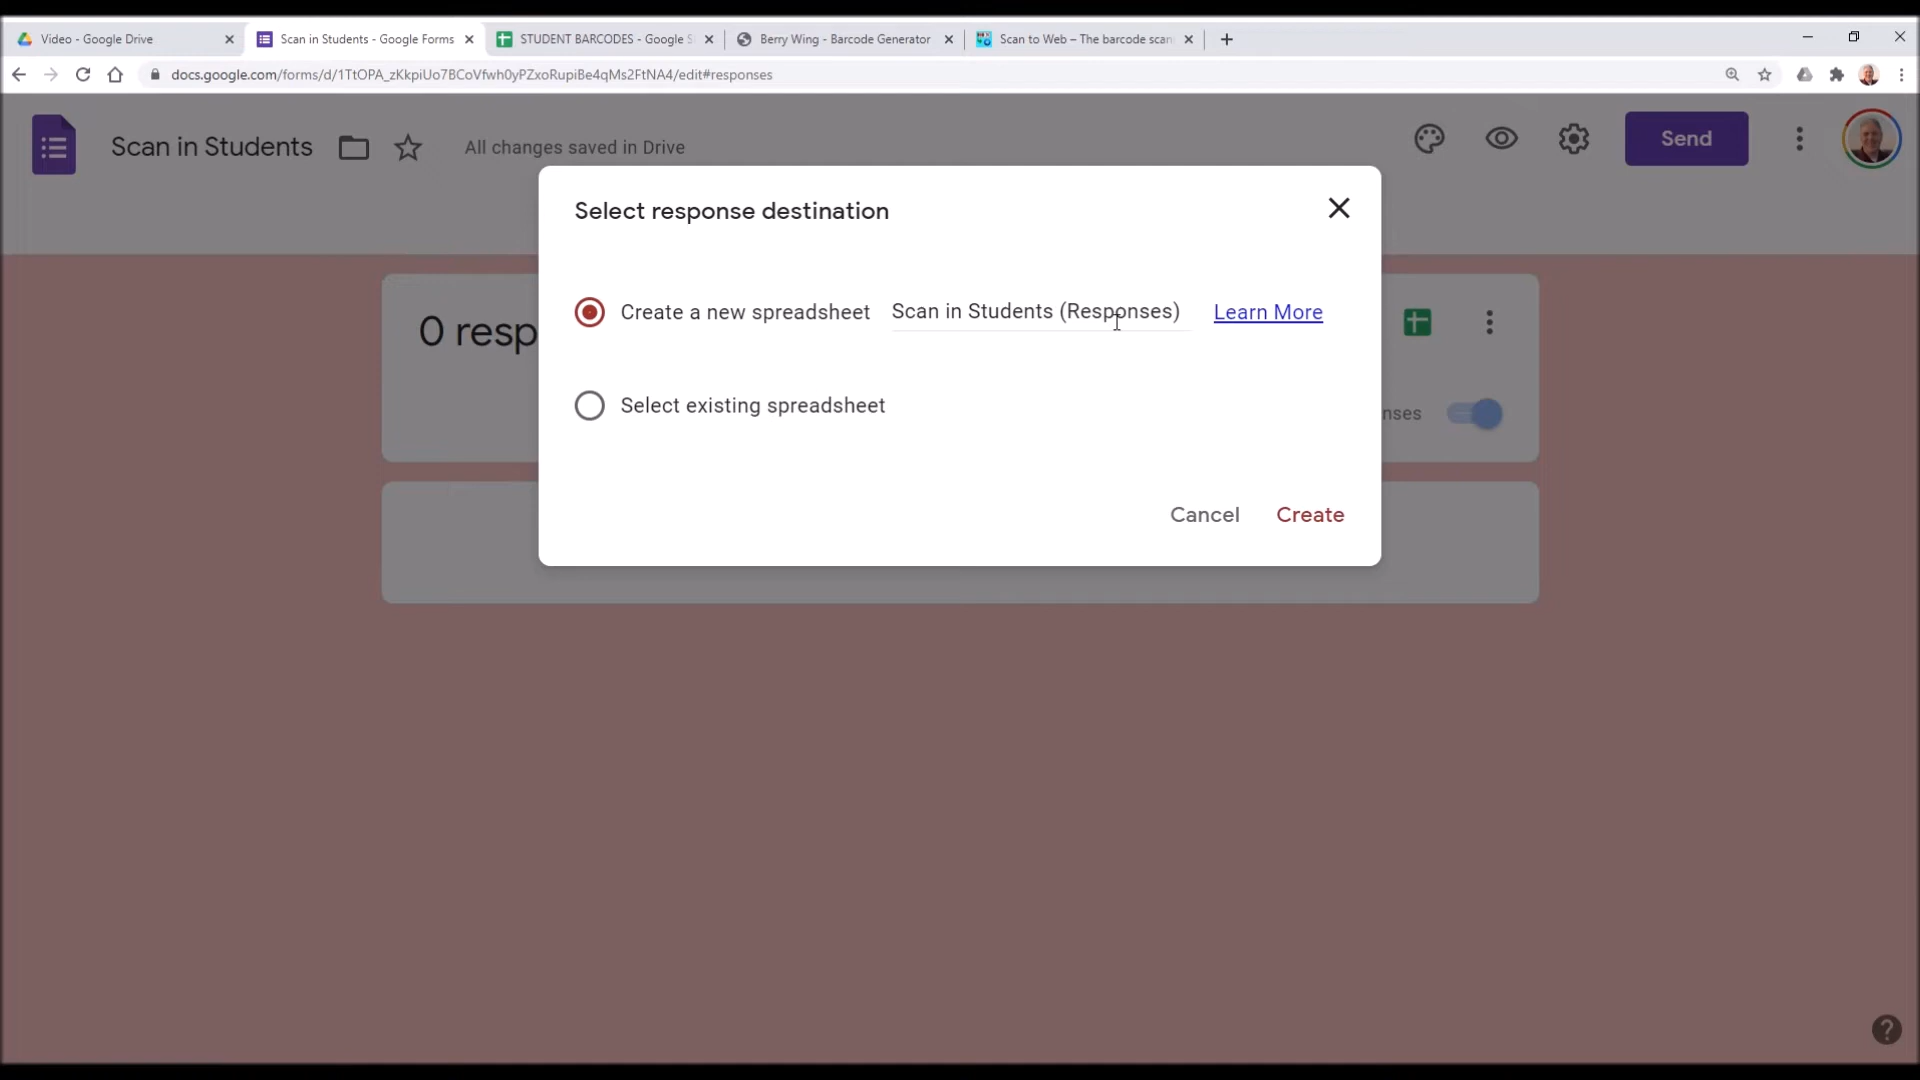 Video - Google Drive
Scan in Students - Google Forms
STUDENT BARCODES - Google S
Berry Wing - Barcode Generator
Scan to Web – The barcode scan
docs.google.com/forms/d/1TtOPA_zKkpiUo7BCoVfwh0yPZxoRupiBe4qMs2FtNA4/edit#responses
Scan in Students
All changes saved in Drive
Send
Select response destination
Create a new spreadsheet Scan in Students (Responses) Learn More
0 resp
Select existing spreadsheet
nses
Cancel Create